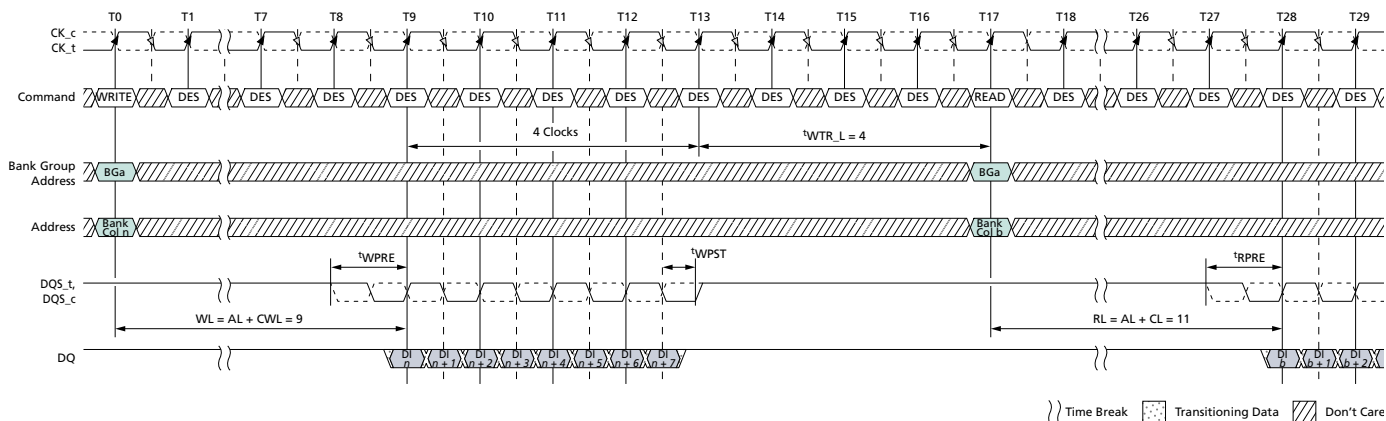 T0 T1 T7 T8 T9 T10 T11 T12 T13 T14 T15 T16 T17 T18 T26 T27 T28 T29
CK_c
CK_t
Command WRITE DES DES DES DES DES DES DES DES DES DES DES READ DES DES DES DES DES
4 Clocks tWTR_L = 4
Bank Group
Address
BGa BGa
Address
Bank
Col n
Bank
Col b
tWPRE tWPST tRPRE
DQS_t,
DQS_c
WL = AL + CWL = 9 RL = AL + CL = 11
DQ
DI
n
DI
n + 1
DI
n + 2
DI
n + 3
DI
n + 4
DI
n + 5
DI
n + 6
DI
n + 7
DI
b
DI
b + 1
DI
b + 2
Time Break Transitioning Data Don't Care